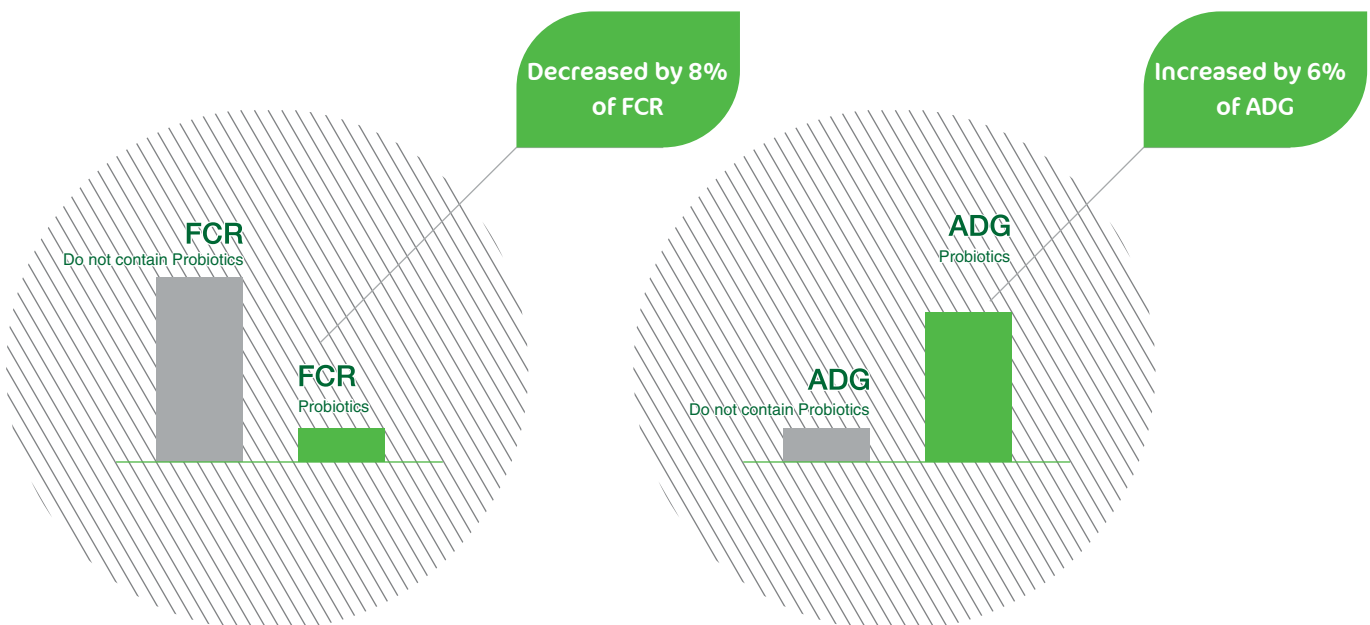 Decreased by 8%
of FCR
FCR
Do not contain Probiotics
FCR
Probiotics
Increased by 6%
of ADG
ADG
Probiotics
ADG
Do not contain Probiotics